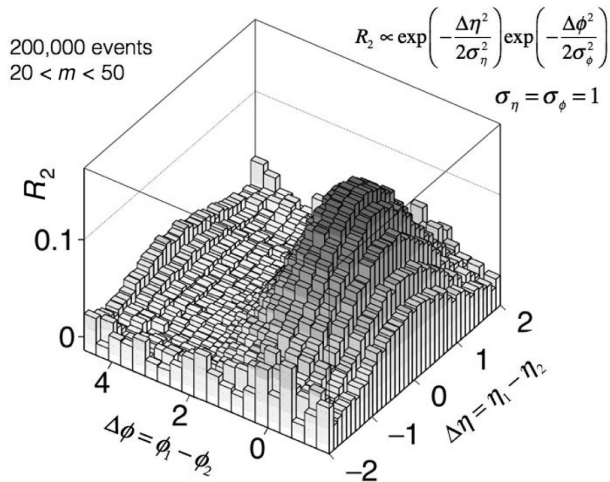 200,000 events
20 < m < 50
R₂ ∝ exp(−Δη²/2σ_η²) exp(−Δϕ²/2σ_ϕ²)
σ_η = σ_ϕ = 1
R₂
0.1
0
4
2
0
Δϕ = ϕ₁ − ϕ₂
−2
−1
0
1
2
Δη = η₁ − η₂